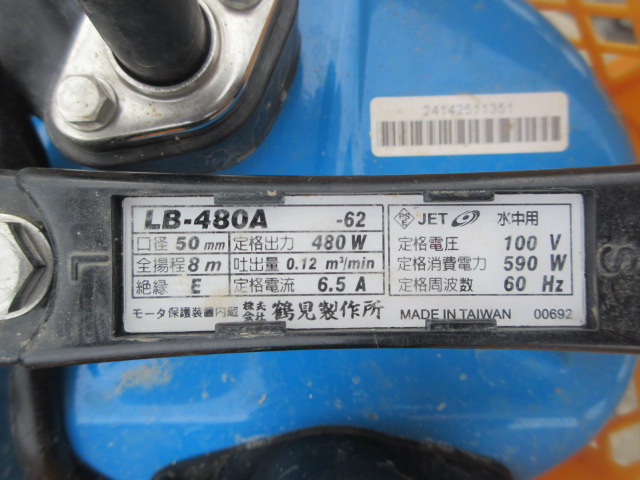 24142511351
LB-480A -62
口径 50 mm 定格出力 480 W
全揚程 8 m 吐出量 0.12 m³/min
絶縁 E 定格電流 6.5 A
モータ保護装置内蔵 株式会社 鶴見製作所
PSE JET 水中用
定格電圧 100 V
定格消費電力 590 W
定格周波数 60 Hz
MADE IN TAIWAN 00692